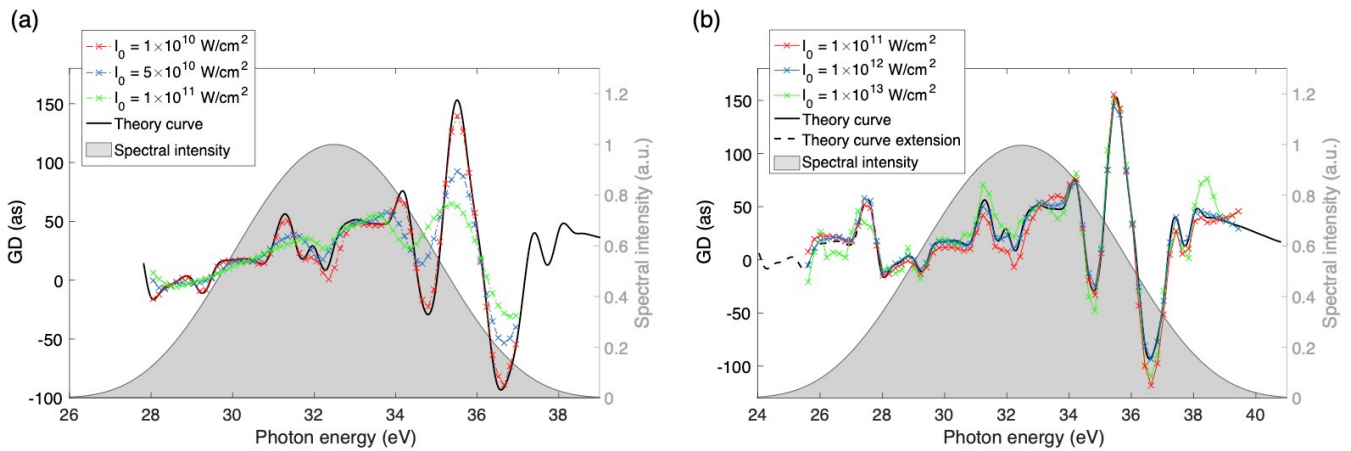 (a)
I0 = 1×10^10 W/cm^2
I0 = 5×10^10 W/cm^2
I0 = 1×10^11 W/cm^2
Theory curve
Spectral intensity
GD (as)
150
100
50
0
-50
-100
26 28 30 32 34 36 38
Photon energy (eV)
1.2
1
0.8
0.6
0.4
0.2
0
Spectral intensity (a.u.)
(b)
I0 = 1×10^11 W/cm^2
I0 = 1×10^12 W/cm^2
I0 = 1×10^13 W/cm^2
Theory curve
Theory curve extension
Spectral intensity
GD (as)
150
100
50
0
-50
-100
24 26 28 30 32 34 36 38 40
Photon energy (eV)
1.2
1
0.8
0.6
0.4
0.2
0
Spectral intensity (a.u.)